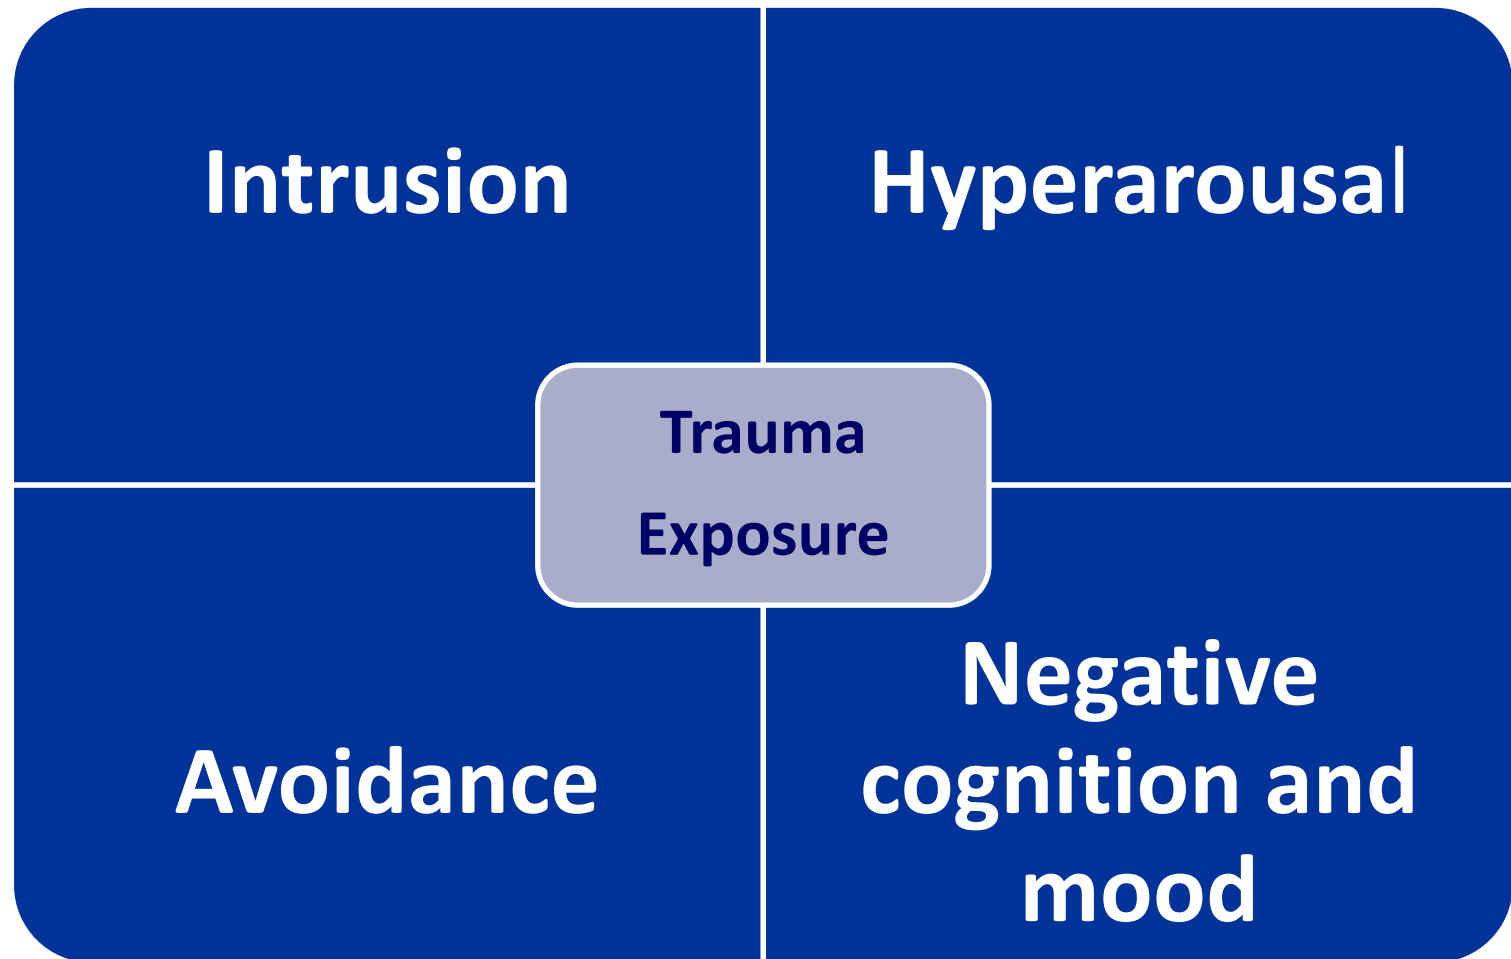 Intrusion
Hyperarousal
Trauma
Exposure
Avoidance
Negative
cognition and
mood